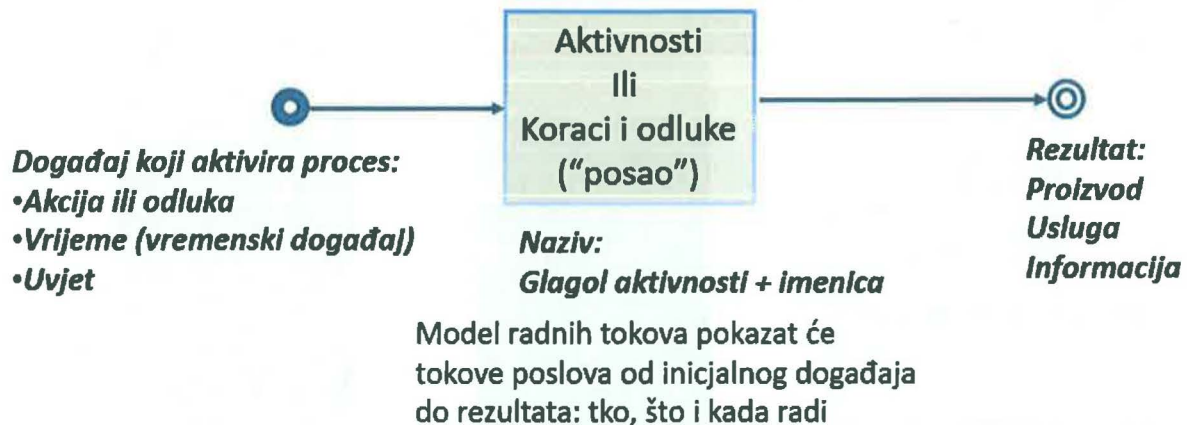 Aktivnosti
Ili
Koraci i odluke
(“posao”)
Događaj koji aktivira proces:
•Akcija ili odluka
•Vrijeme (vremenski događaj)
•Uvjet
Naziv:
Glagol aktivnosti + imenica
Rezultat:
Proizvod
Usluga
Informacija
Model radnih tokova pokazat će
tokove poslova od inicjalnog događaja
do rezultata: tko, što i kada radi